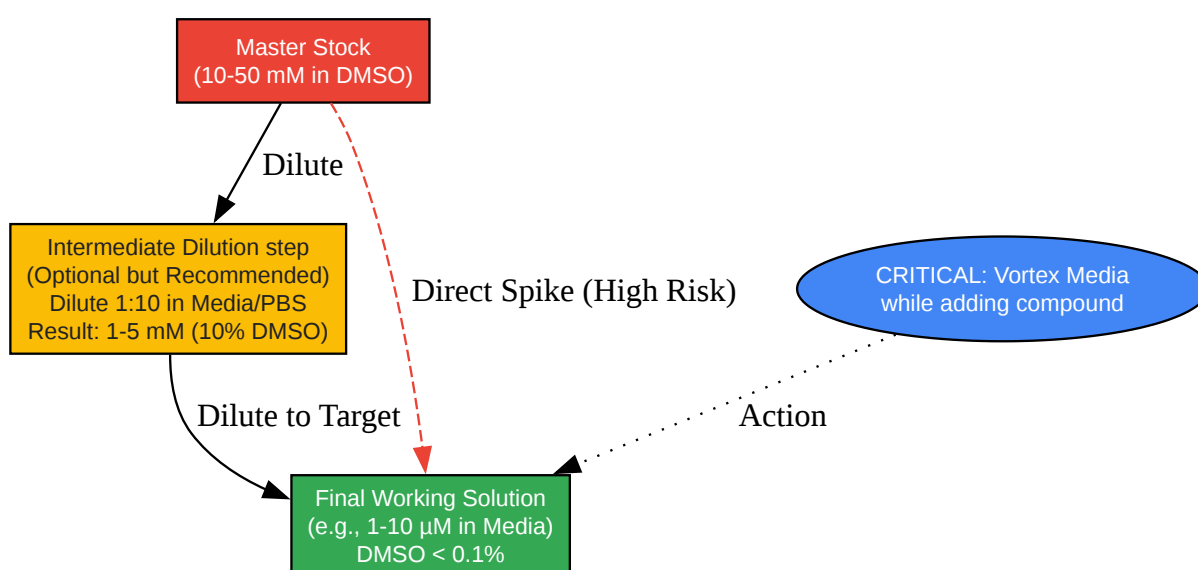 Master Stock
(10-50 mM in DMSO)
Dilute
Intermediate Dilution step
(Optional but Recommended)
Dilute 1:10 in Media/PBS
Result: 1-5 mM (10% DMSO)
Direct Spike (High Risk)
CRITICAL: Vortex Media
while adding compound
Dilute to Target
Action
Final Working Solution
(e.g., 1-10 µM in Media)
DMSO < 0.1%